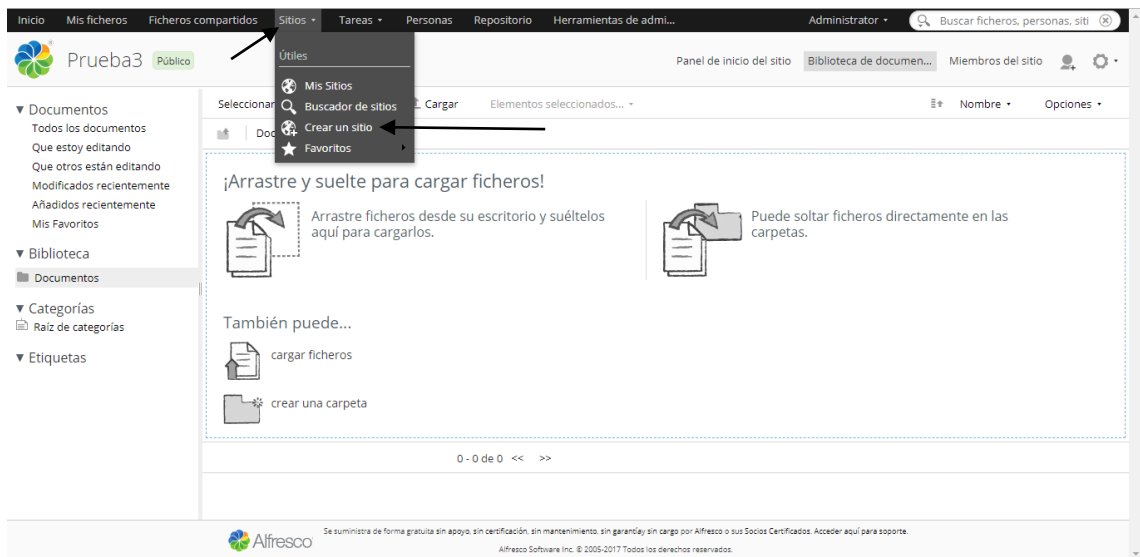 Inicio Mis ficheros Ficheros compartidos Sitios Tareas Personas Repositorio Herramientas de admi... Administrator Buscar ficheros, personas, siti
Prueba3 Público
Panel de inicio del sitio Biblioteca de documen... Miembros del sitio
Útiles
Mis Sitios
Buscador de sitios
Crear un sitio
Favoritos
Seleccionar Cargar Elementos seleccionados... Nombre Opciones
Doc
Documentos
Todos los documentos
Que estoy editando
Que otros están editando
Modificados recientemente
Añadidos recientemente
Mis Favoritos
Biblioteca
Documentos
Categorías
Raíz de categorías
Etiquetas
¡Arrastre y suelte para cargar ficheros!
Arrastre ficheros desde su escritorio y suéltelos
aquí para cargarlos.
Puede soltar ficheros directamente en las
carpetas.
También puede...
cargar ficheros
crear una carpeta
0 - 0 de 0 << >>
Alfresco
Se suministra de forma gratuita sin apoyo, sin certificación, sin mantenimiento, sin garantíay sin cargo por Alfresco o sus Socios Certificados. Acceder aquí para soporte.
Alfresco Software Inc. © 2005-2017 Todos los derechos reservados.